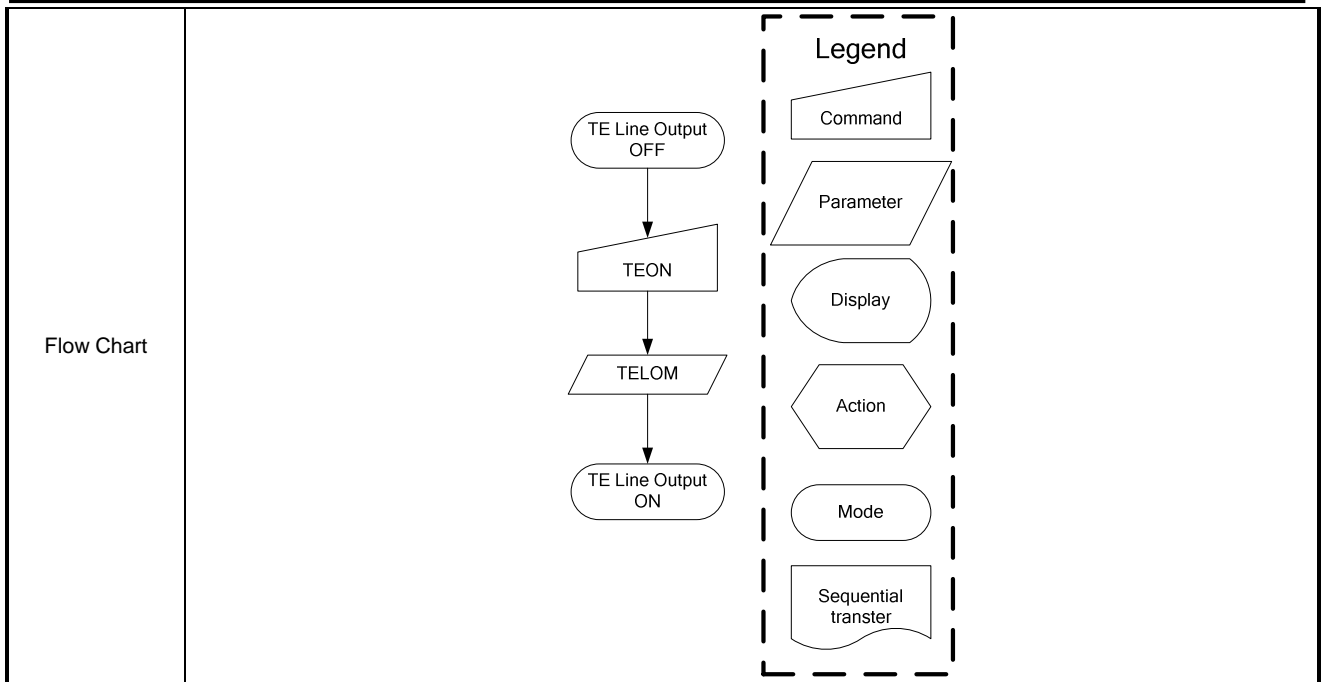 Flow Chart
TE Line Output
OFF
TEON
TELOM
TE Line Output
ON
Legend
Command
Parameter
Display
Action
Mode
Sequential
transter